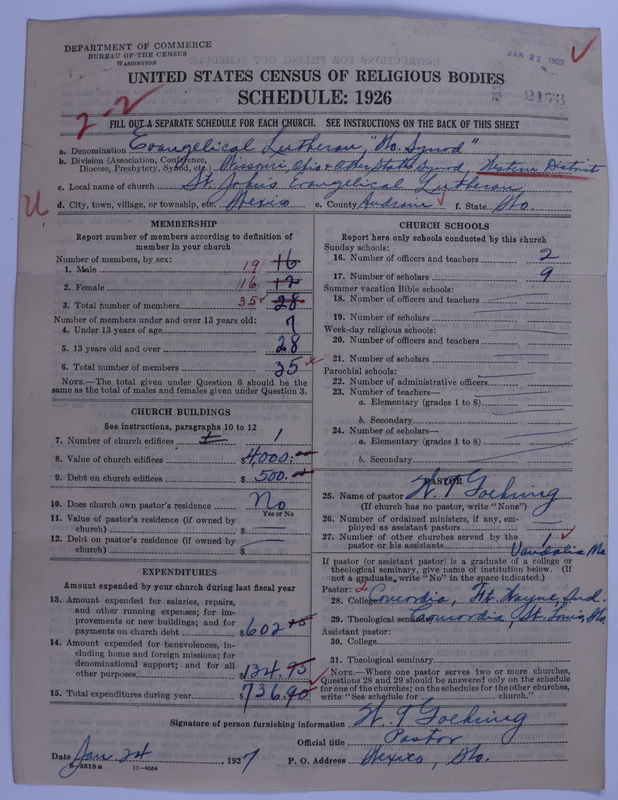 DEPARTMENT OF COMMERCE
BUREAU OF THE CENSUS
WASHINGTON
JAN 27 1927
UNITED STATES CENSUS OF RELIGIOUS BODIES
SCHEDULE: 1926
2176
2-2
FILL OUT A SEPARATE SCHEDULE FOR EACH CHURCH. SEE INSTRUCTIONS ON THE BACK OF THIS SHEET
a. Denomination Evangelical Lutheran, "Mo. Synod"
b. Division (Association, Conference, Diocese, Presbytery, Synod, etc.) Missouri, Ohio & Other States Synod Western District
c. Local name of church St. John's Evangelical Lutheran
d. City, town, village, or township, etc. Mexico e. County Audrain f. State Mo.
MEMBERSHIP
Report number of members according to definition of
member in your church
Number of members, by sex:
1. Male 19 16
2. Female 16 12
3. Total number of members 35 28
Number of members under and over 13 years old:
4. Under 13 years of age 7
5. 13 years old and over 28
6. Total number of members 35
NOTE.—The total given under Question 6 should be the
same as the total of males and females given under Question 3.
CHURCH BUILDINGS
See instructions, paragraphs 10 to 12
7. Number of church edifices 1
8. Value of church edifices $4000.
9. Debt on church edifices $500.
10. Does church own pastor's residence No
Yes or No
11. Value of pastor's residence (if owned by
church) $
12. Debt on pastor's residence (if owned by
church) $
EXPENDITURES
Amount expended by your church during last fiscal year
13. Amount expended for salaries, repairs,
and other running expenses; for im-
provements or new buildings; and for
payments on church debt $602
14. Amount expended for benevolences, in-
cluding home and foreign missions; for
denominational support; and for all
other purposes $134.75
15. Total expenditures during year $736.90
CHURCH SCHOOLS
Report here only schools conducted by this church
Sunday schools:
16. Number of officers and teachers 2
17. Number of scholars 9
Summer vacation Bible schools:
18. Number of officers and teachers
19. Number of scholars
Week-day religious schools:
20. Number of officers and teachers
21. Number of scholars
Parochial schools:
22. Number of administrative officers
23. Number of teachers—
a. Elementary (grades 1 to 8)
b. Secondary
24. Number of scholars—
a. Elementary (grades 1 to 8)
b. Secondary
PASTOR
25. Name of pastor W. T. Goehring
(If church has no pastor, write "None")
26. Number of ordained ministers, if any, em-
ployed as assistant pastors
27. Number of other churches served by the
pastor or his assistants 1
Vandalia Mo
If pastor (or assistant pastor) is a graduate of a college or
theological seminary, give name of institution below. (If
not a graduate, write "No" in the space indicated.)
Pastor: 2
28. College Concordia, Ft. Wayne, Ind.
29. Theological seminary Concordia St. Louis, Mo.
Assistant pastor:
30. College
31. Theological seminary
NOTE.—Where one pastor serves two or more churches,
Questions 28 and 29 should be answered only on the schedule
for one of the churches; on the schedules for the other churches,
write "See schedule for church."
Signature of person furnishing information W. T. Goehring
Official title Pastor
Date Jan. 24 , 1927 P. O. Address Mexico, Mo.
8—3518 a 11—9054